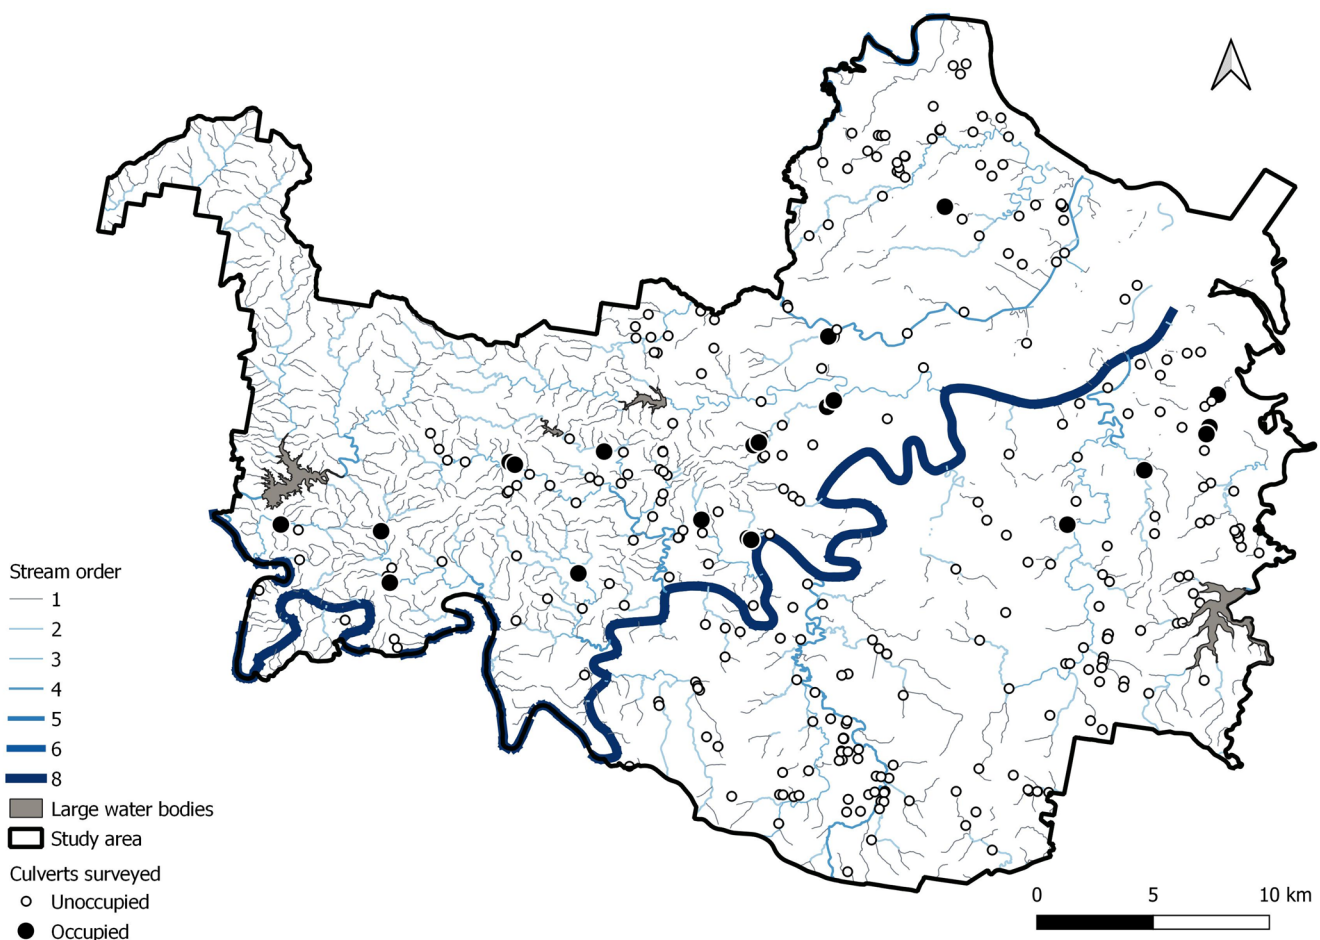 Stream order
1
2
3
4
5
6
8
Large water bodies
Study area
Culverts surveyed
Unoccupied
Occupied
0 5 10 km